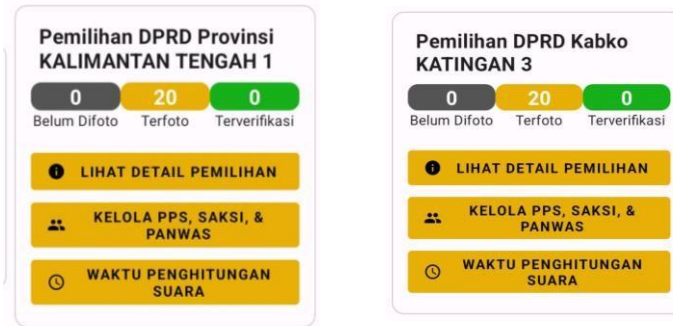 Pemilihan DPRD Provinsi
KALIMANTAN TENGAH 1
0 20 0
Belum Difoto Terfoto Terverifikasi
LIHAT DETAIL PEMILIHAN
KELOLA PPS, SAKSI, &
PANWAS
WAKTU PENGHITUNGAN
SUARA
Pemilihan DPRD Kabko
KATINGAN 3
0 20 0
Belum Difoto Terfoto Terverifikasi
LIHAT DETAIL PEMILIHAN
KELOLA PPS, SAKSI, &
PANWAS
WAKTU PENGHITUNGAN
SUARA